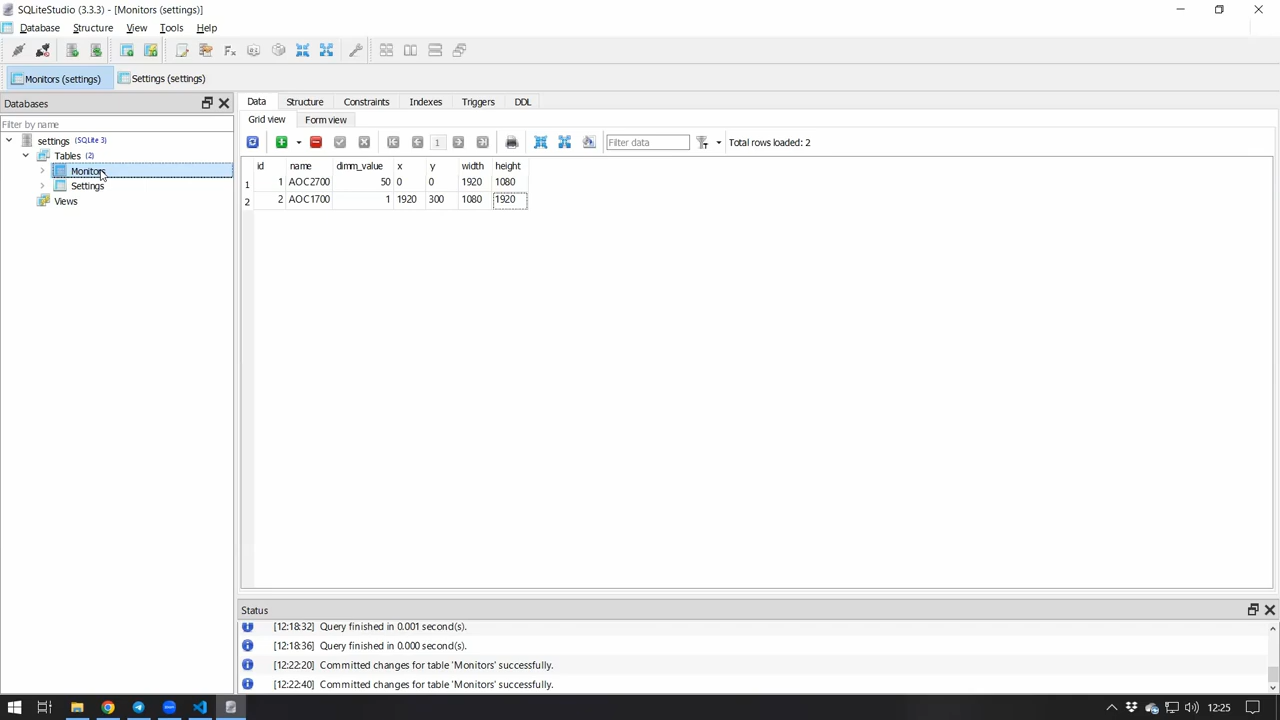 SQLiteStudio (3.3.3) - [Monitors (settings)]
Database Structure View Tools Help
Monitors (settings) Settings (settings)
Databases
Filter by name
settings (SQLite 3)
Tables (2)
Monitors
Settings
Views
Data Structure Constraints Indexes Triggers DDL
Grid view Form view
1 Filter data Total rows loaded: 2
id name dimm_value x y width height
1 1 AOC2700 50 0 0 1920 1080
2 2 AOC1700 1 1920 300 1080 1920
Status
[12:18:32] Query finished in 0.001 second(s).
[12:18:36] Query finished in 0.000 second(s).
[12:22:20] Committed changes for table 'Monitors' successfully.
[12:22:40] Committed changes for table 'Monitors' successfully.
12:25